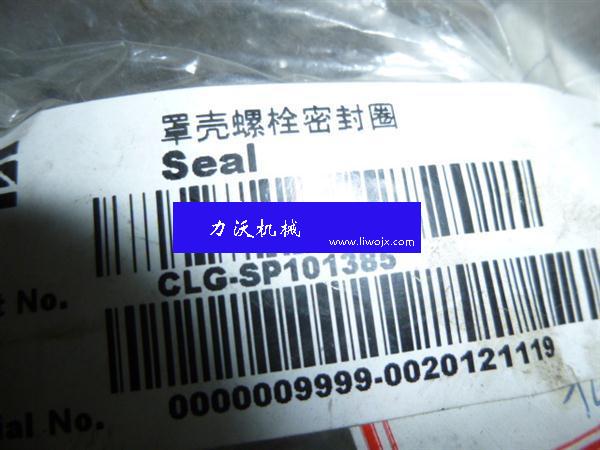 罩壳螺栓密封圈
Seal
力沃机械
www.liwojx.com
No.
CLG-SP101385
0000009999-0020121119
ial No.